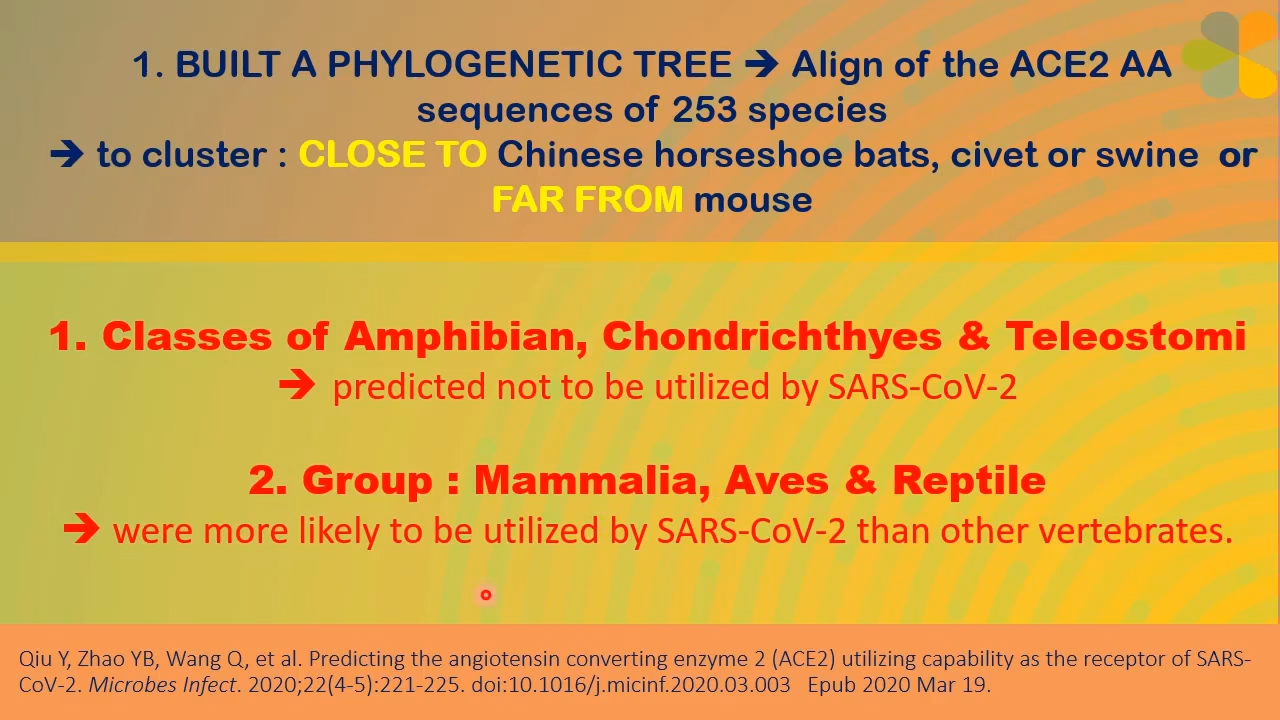 1. BUILT A PHYLOGENETIC TREE ➔ Align of the ACE2 AA
sequences of 253 species
➔ to cluster : CLOSE TO Chinese horseshoe bats, civet or swine or
FAR FROM mouse
1. Classes of Amphibian, Chondrichthyes & Teleostomi
➔ predicted not to be utilized by SARS-CoV-2
2. Group : Mammalia, Aves & Reptile
➔ were more likely to be utilized by SARS-CoV-2 than other vertebrates.
Qiu Y, Zhao YB, Wang Q, et al. Predicting the angiotensin converting enzyme 2 (ACE2) utilizing capability as the receptor of SARS-
CoV-2. Microbes Infect. 2020;22(4-5):221-225. doi:10.1016/j.micinf.2020.03.003 Epub 2020 Mar 19.